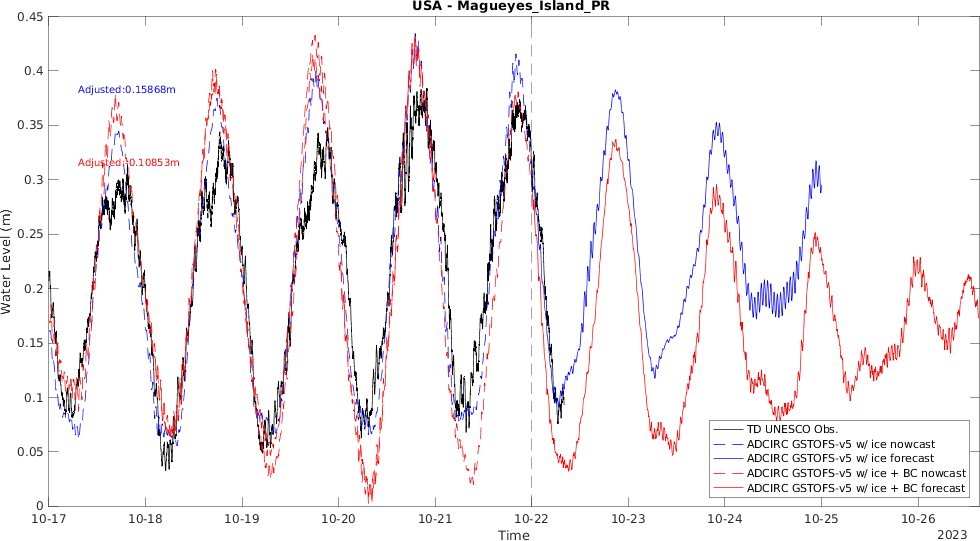 USA - Magueyes_Island_PR
Water Level (m)
0.45
0.4
0.35
0.3
0.25
0.2
0.15
0.1
0.05
0
Adjusted:0.15868m
Adjusted:-0.10853m
TD UNESCO Obs.
ADCIRC GSTOFS-v5 w/ ice nowcast
ADCIRC GSTOFS-v5 w/ ice forecast
ADCIRC GSTOFS-v5 w/ ice + BC nowcast
ADCIRC GSTOFS-v5 w/ ice + BC forecast
10-17 10-18 10-19 10-20 10-21 10-22 10-23 10-24 10-25 10-26
Time
2023